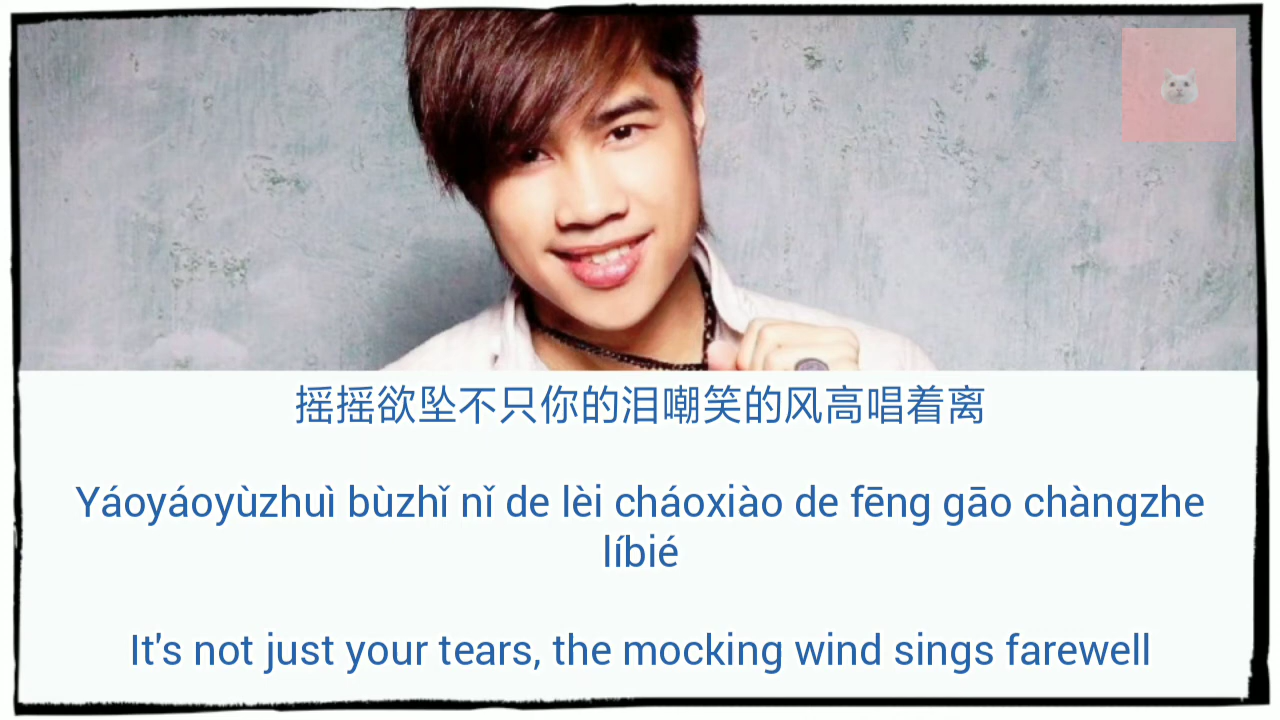 摇摇欲坠不只你的泪嘲笑的风高唱着离
Yáoyáoyùzhuì bùzhǐ nǐ de lèi cháoxiào de fēng gāo chàngzhe
líbié
It's not just your tears, the mocking wind sings farewell